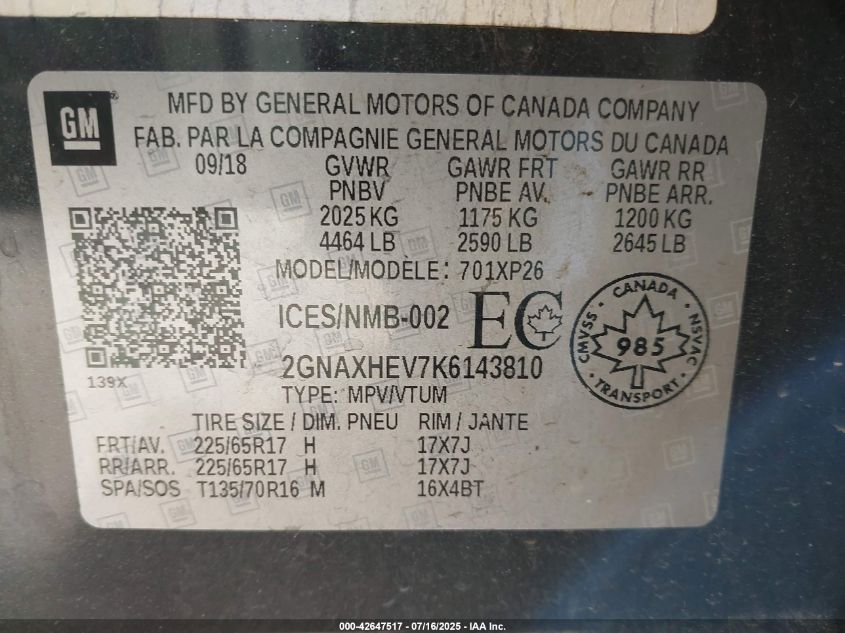 GM
MFD BY GENERAL MOTORS OF CANADA COMPANY
FAB. PAR LA COMPAGNIE GENERAL MOTORS DU CANADA
09/18 GVWR GAWR FRT GAWR RR
PNBV PNBE AV. PNBE ARR.
2025 KG 1175 KG 1200 KG
4464 LB 2590 LB 2645 LB
MODEL/MODÈLE: 701XP26
ICES/NMB-002 EC
CANADA
CMVSS 985 NSVAC
TRANSPORT
2GNAXHEV7K6143810
139X
TYPE: MPV/VTUM
TIRE SIZE / DIM. PNEU RIM / JANTE
FRT/AV. 225/65R17 H 17X7J
RR/ARR. 225/65R17 H 17X7J
SPA/SOS T135/70R16 M 16X4BT
000-42647517 - 07/16/2025 - IAA Inc.